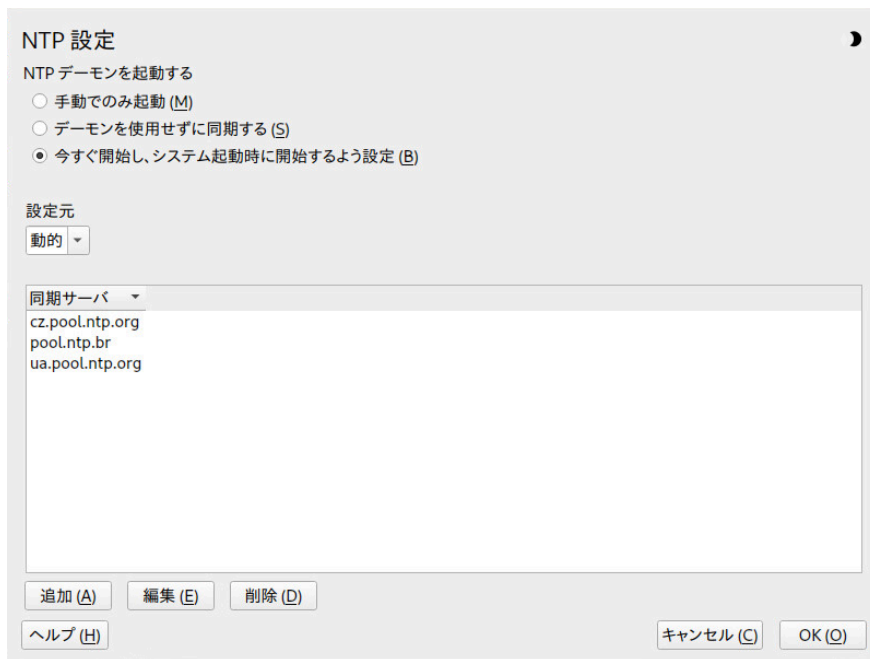 NTP 設定
NTP デーモンを起動する
手動でのみ起動 (M)
デーモンを使用せずに同期する (S)
今すぐ開始し、システム起動時に開始するよう設定 (B)
設定元
動的
同期サーバ
cz.pool.ntp.org
pool.ntp.br
ua.pool.ntp.org
追加 (A) 編集 (E) 削除 (D)
ヘルプ (H) キャンセル (C) OK (O)